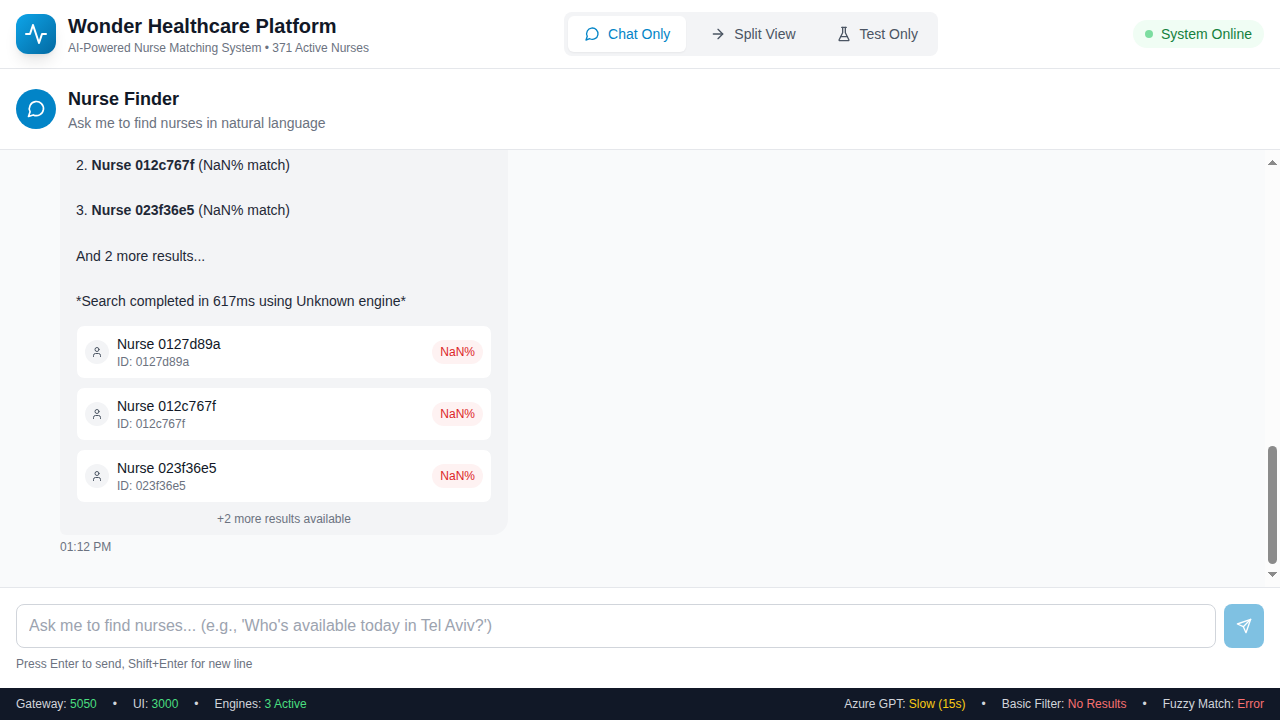 Wonder Healthcare Platform
AI-Powered Nurse Matching System • 371 Active Nurses
Chat Only
Split View
Test Only
System Online
Nurse Finder
Ask me to find nurses in natural language
2. Nurse 012c767f (NaN% match)
3. Nurse 023f36e5 (NaN% match)
And 2 more results...
*Search completed in 617ms using Unknown engine*
Nurse 0127d89a
ID: 0127d89a
NaN%
Nurse 012c767f
ID: 012c767f
NaN%
Nurse 023f36e5
ID: 023f36e5
NaN%
+2 more results available
01:12 PM
Ask me to find nurses... (e.g., 'Who's available today in Tel Aviv?')
Press Enter to send, Shift+Enter for new line
Gateway: 5050 • UI: 3000 • Engines: 3 Active
Azure GPT: Slow (15s) • Basic Filter: No Results • Fuzzy Match: Error